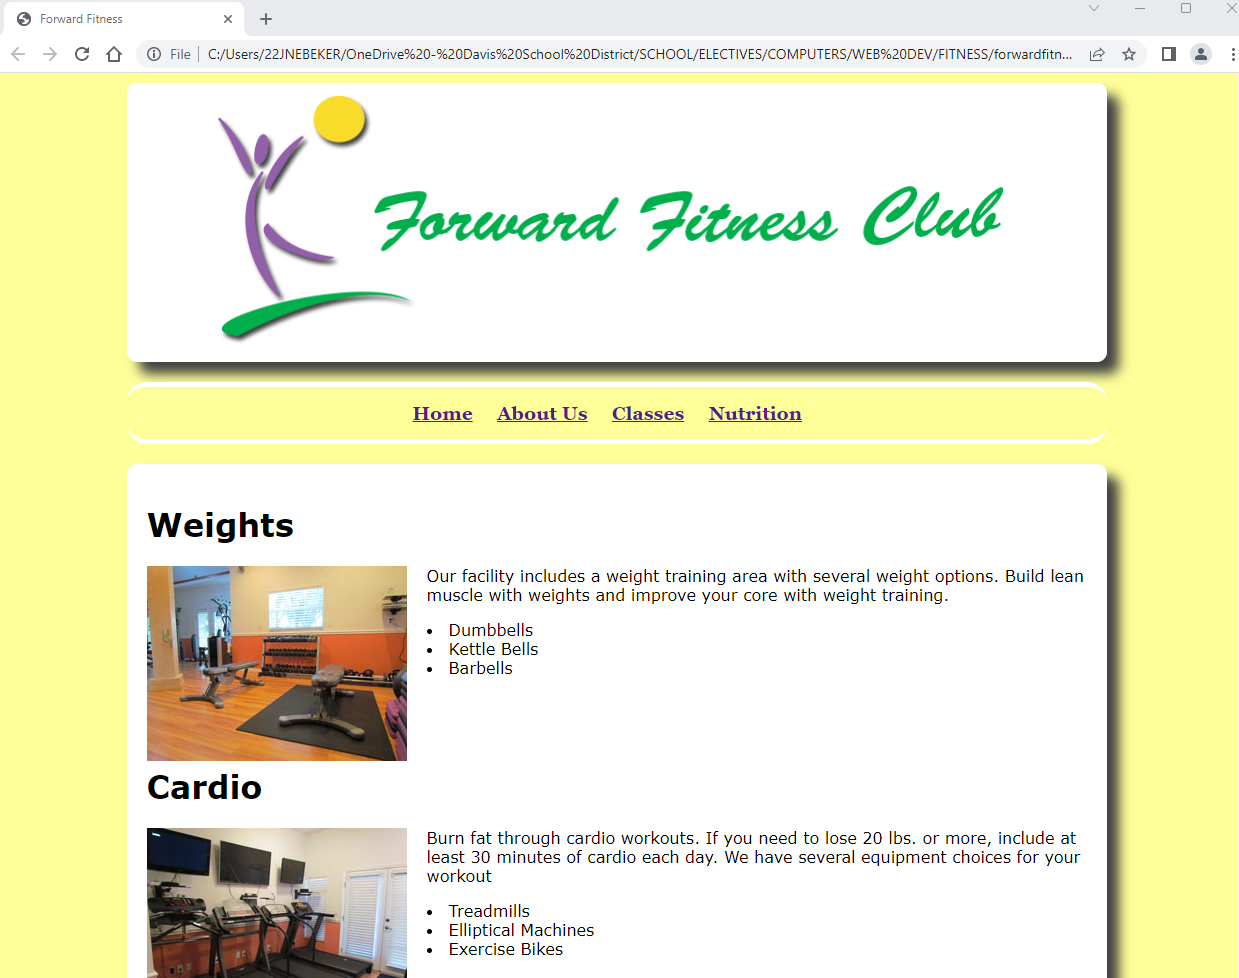 Forward Fitness
File
C:/Users/22JNEBEKER/OneDrive%20-%20Davis%20School%20District/SCHOOL/ELECTIVES/COMPUTERS/WEB%20DEV/FITNESS/forwardfitn...
Forward Fitness Club
Home About Us Classes Nutrition
Weights
Our facility includes a weight training area with several weight options. Build lean
muscle with weights and improve your core with weight training.
• Dumbbells
• Kettle Bells
• Barbells
Cardio
Burn fat through cardio workouts. If you need to lose 20 lbs. or more, include at
least 30 minutes of cardio each day. We have several equipment choices for your
workout
• Treadmills
• Elliptical Machines
• Exercise Bikes